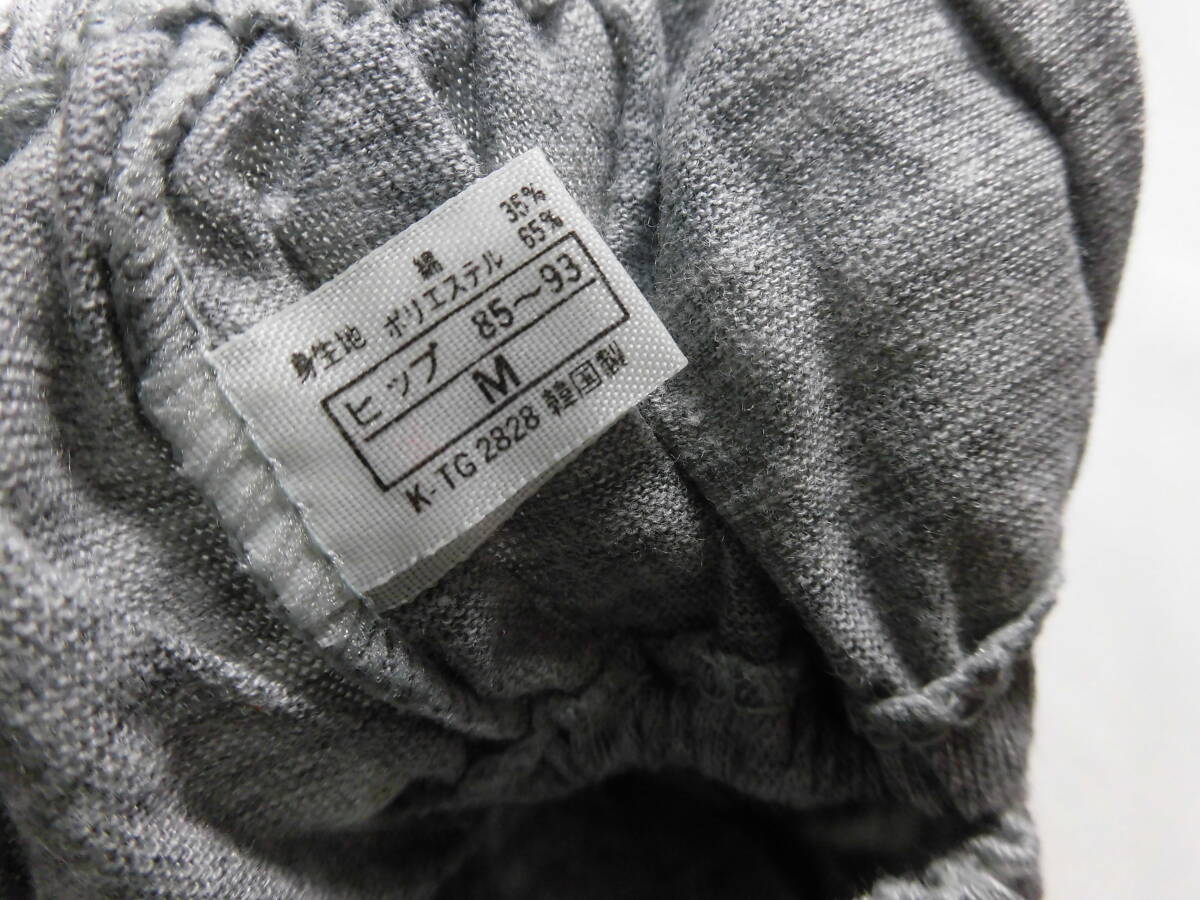 綿 35%
身生地 ポリエステル 65%
ヒップ 85〜93
M
K-TG 2828 韓国製